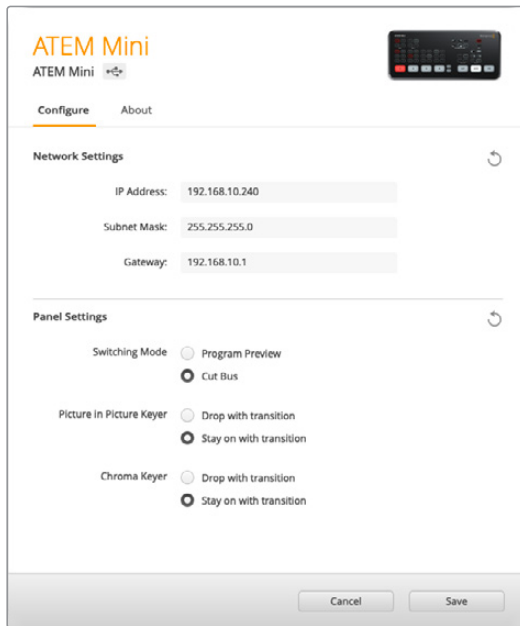 ATEM Mini
ATEM Mini
Configure About
Network Settings
IP Address: 192.168.10.240
Subnet Mask: 255.255.255.0
Gateway: 192.168.10.1
Panel Settings
Switching Mode Program Preview
Cut Bus
Picture in Picture Keyer Drop with transition
Stay on with transition
Chroma Keyer Drop with transition
Stay on with transition
Cancel Save